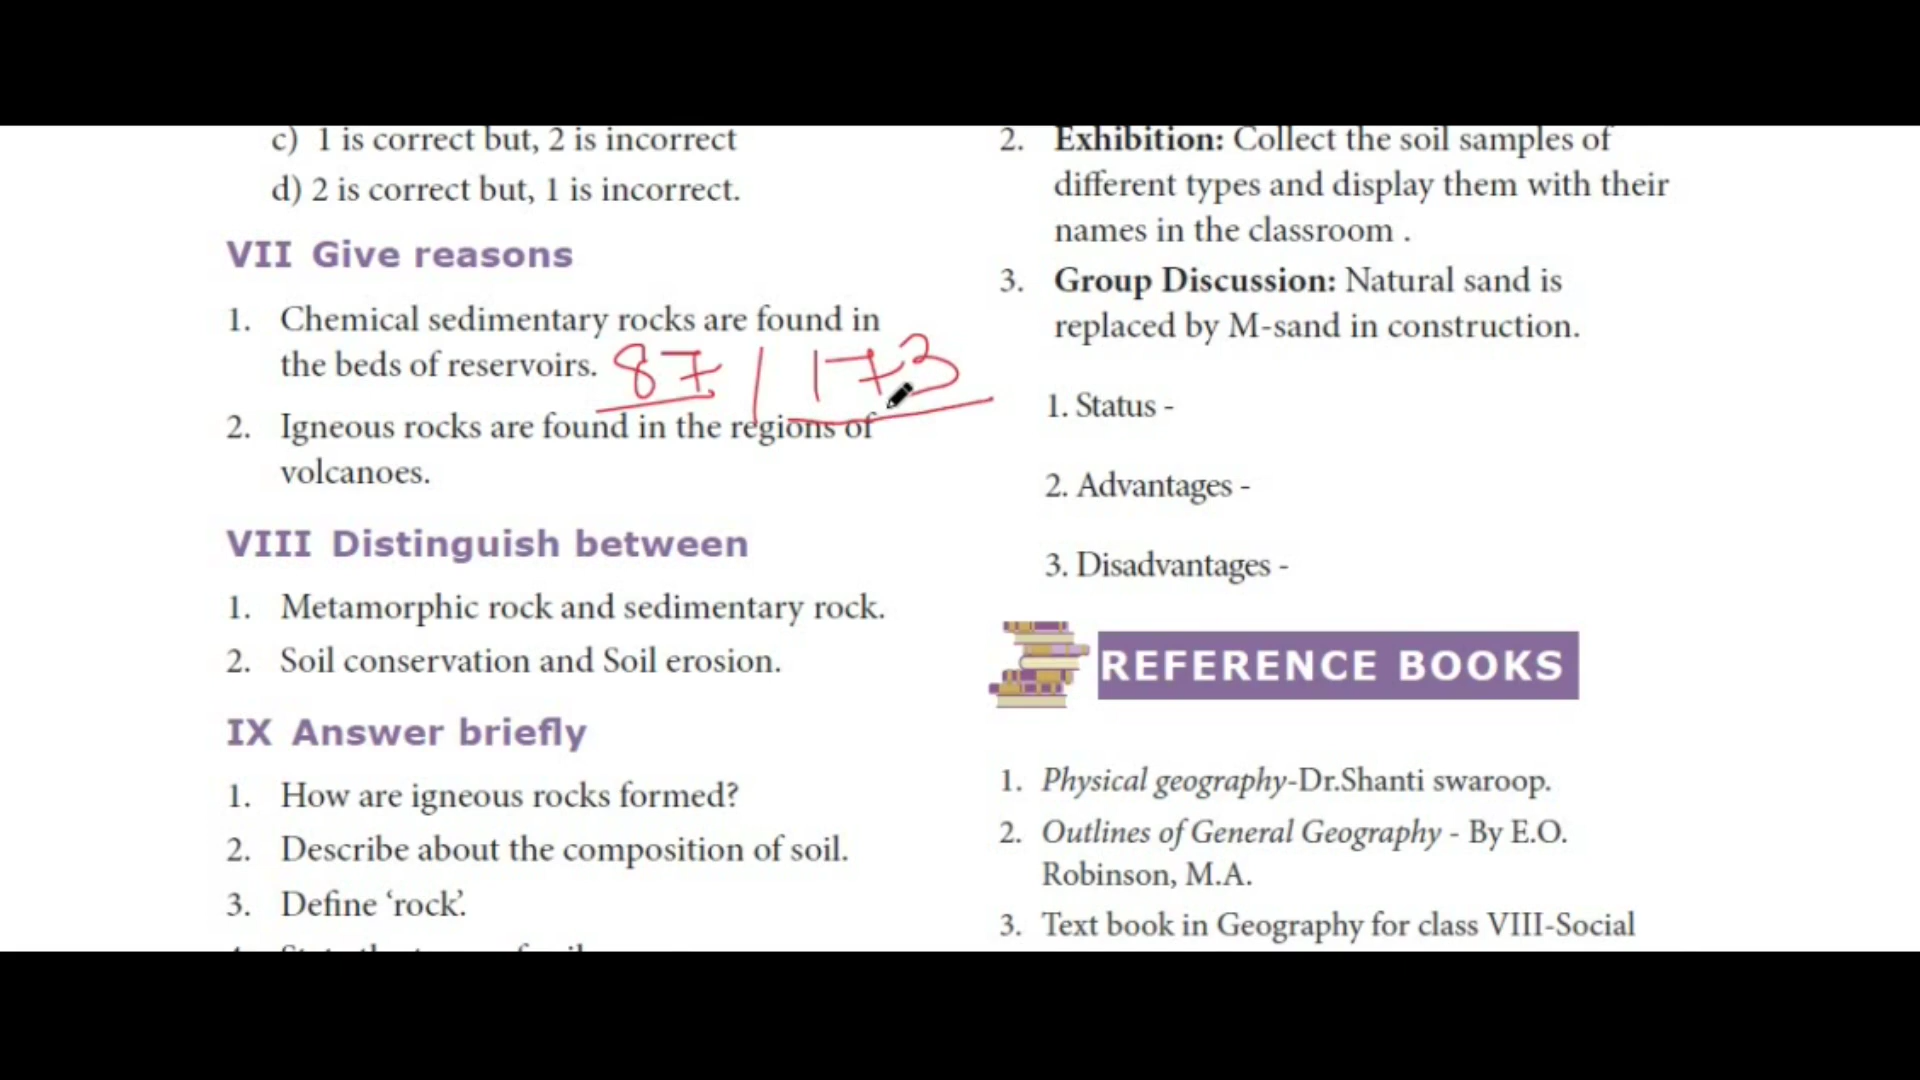 c) 1 is correct but, 2 is incorrect
d) 2 is correct but, 1 is incorrect.
VII Give reasons
1. Chemical sedimentary rocks are found in
the beds of reservoirs. 87 | 173
2. Igneous rocks are found in the regions of
volcanoes.
VIII Distinguish between
1. Metamorphic rock and sedimentary rock.
2. Soil conservation and Soil erosion.
IX Answer briefly
1. How are igneous rocks formed?
2. Describe about the composition of soil.
3. Define ‘rock’.
2. Exhibition: Collect the soil samples of
different types and display them with their
names in the classroom .
3. Group Discussion: Natural sand is
replaced by M-sand in construction.
1. Status -
2. Advantages -
3. Disadvantages -
REFERENCE BOOKS
1. Physical geography-Dr.Shanti swaroop.
2. Outlines of General Geography - By E.O.
Robinson, M.A.
3. Text book in Geography for class VIII-Social